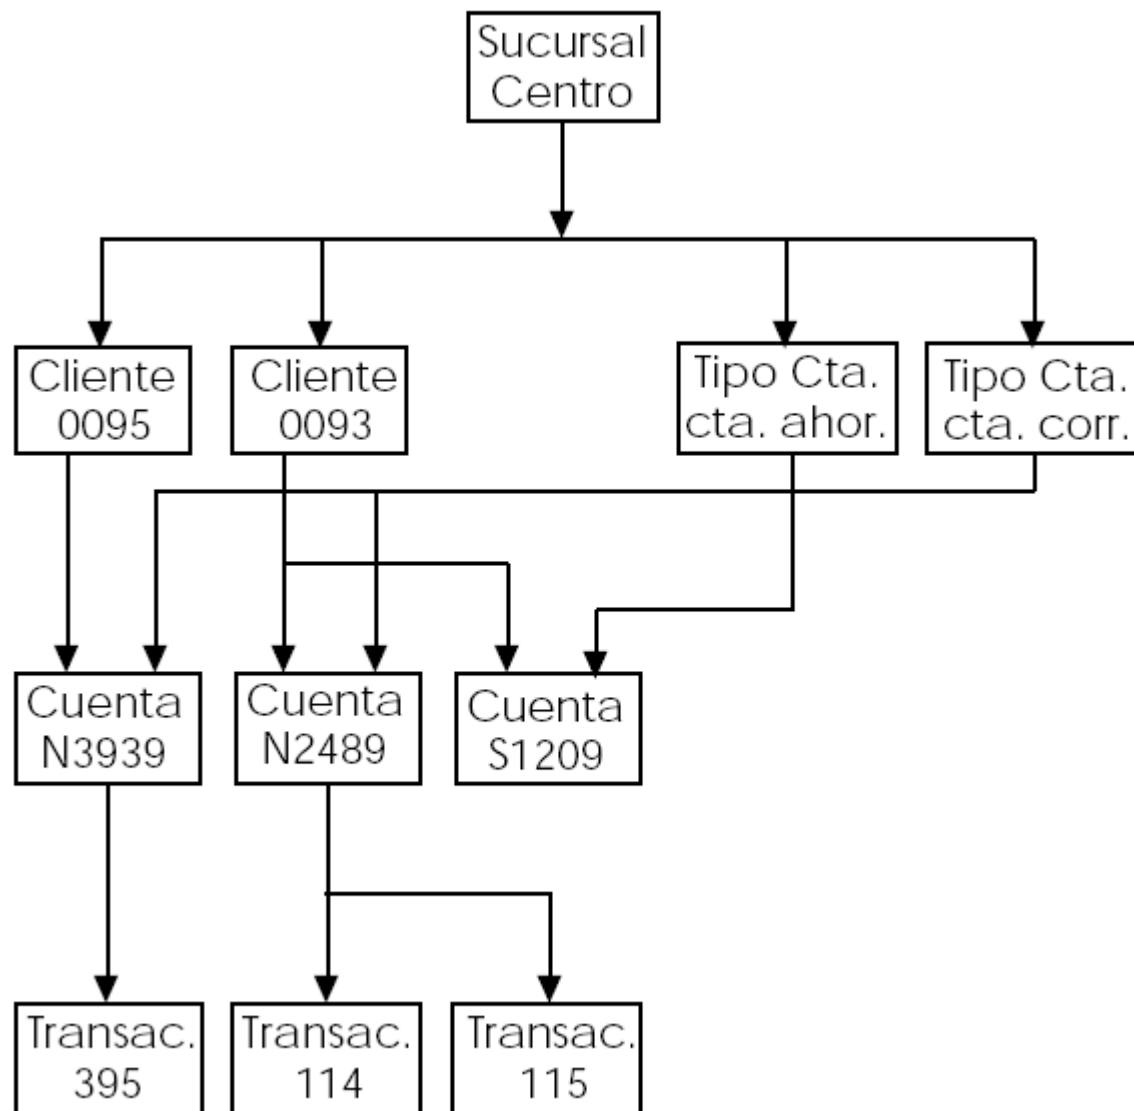 Sucursal
Centro
Cliente
0095
Cliente
0093
Tipo Cta.
cta. ahor.
Tipo Cta.
cta. corr.
Cuenta
N3939
Cuenta
N2489
Cuenta
S1209
Transac.
395
Transac.
114
Transac.
115